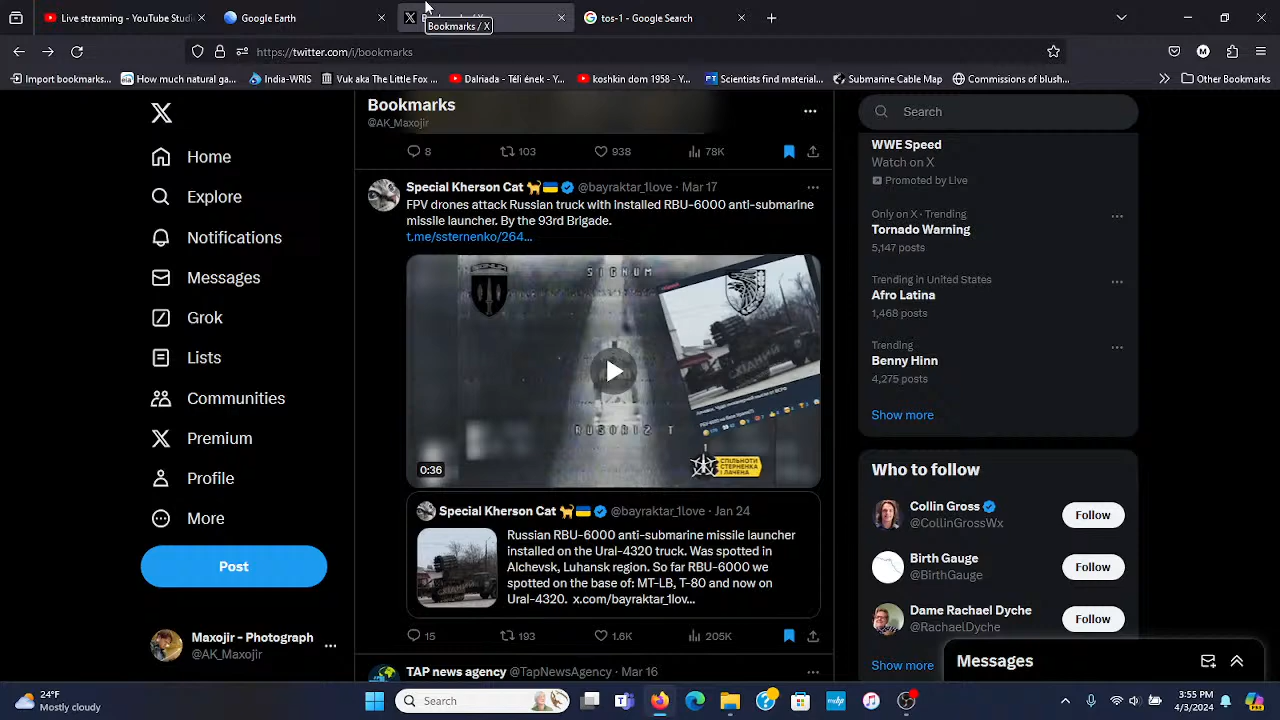 Live streaming - YouTube Studi
Google Earth
Bookmarks / X
tos-1 - Google Search
https://twitter.com/i/bookmarks
Import bookmarks...
How much natural ga...
India-WRIS
Vuk aka The Little Fox ...
Dalriada - Téli ének - Y...
koshkin dom 1958 - Y...
Scientists find material...
Submarine Cable Map
Commissions of blush...
Other Bookmarks
Home
Explore
Notifications
Messages
Grok
Lists
Communities
Premium
Profile
More
Post
Maxojir - Photograph
@AK_Maxojir
Bookmarks
@AK_Maxojir
8
103
938
78K
Special Kherson Cat
@bayraktar_1love · Mar 17
FPV drones attack Russian truck with installed RBU-6000 anti-submarine
missile launcher. By the 93rd Brigade.
t.me/ssternenko/264...
SIGNUM
RUSORIZ T
СПІЛЬНОТИ
СТЕРНЕНКА
І ЛАЧЕНА
0:36
Special Kherson Cat
@bayraktar_1love · Jan 24
Russian RBU-6000 anti-submarine missile launcher
installed on the Ural-4320 truck. Was spotted in
Alchevsk, Luhansk region. So far RBU-6000 we
spotted on the base of: MT-LB, T-80 and now on
Ural-4320. x.com/bayraktar_1lov...
15
193
1.6K
205K
TAP news agency @TapNewsAgency · Mar 16
Search
WWE Speed
Watch on X
Promoted by Live
Only on X · Trending
Tornado Warning
5,147 posts
Trending in United States
Afro Latina
1,468 posts
Trending
Benny Hinn
4,275 posts
Show more
Who to follow
Collin Gross
@CollinGrossWx
Follow
Birth Gauge
@BirthGauge
Follow
Dame Rachael Dyche
@RachaelDyche
Follow
Show more
Messages
24°F
Mostly cloudy
Search
3:55 PM
4/7/2024